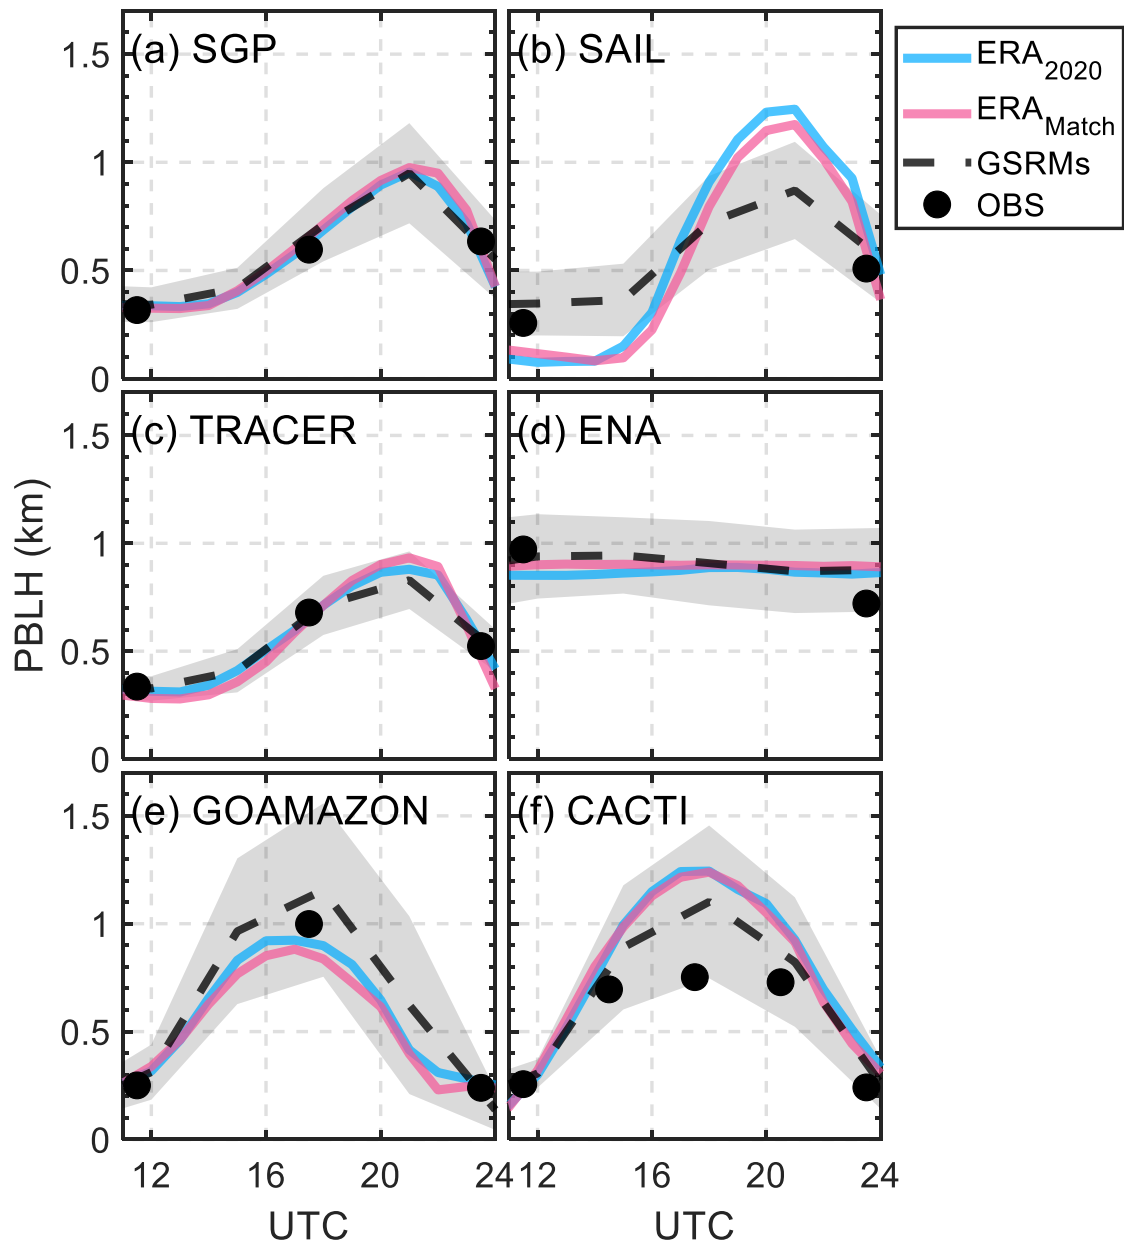 (a) SGP
(b) SAIL
ERA2020
ERAMatch
GSRMs
OBS
1.5
1
0.5
0
(c) TRACER
(d) ENA
1.5
1
0.5
0
PBLH (km)
(e) GOAMAZON
(f) CACTI
1.5
1
0.5
0
12 16 20 24 12 16 20 24
UTC UTC